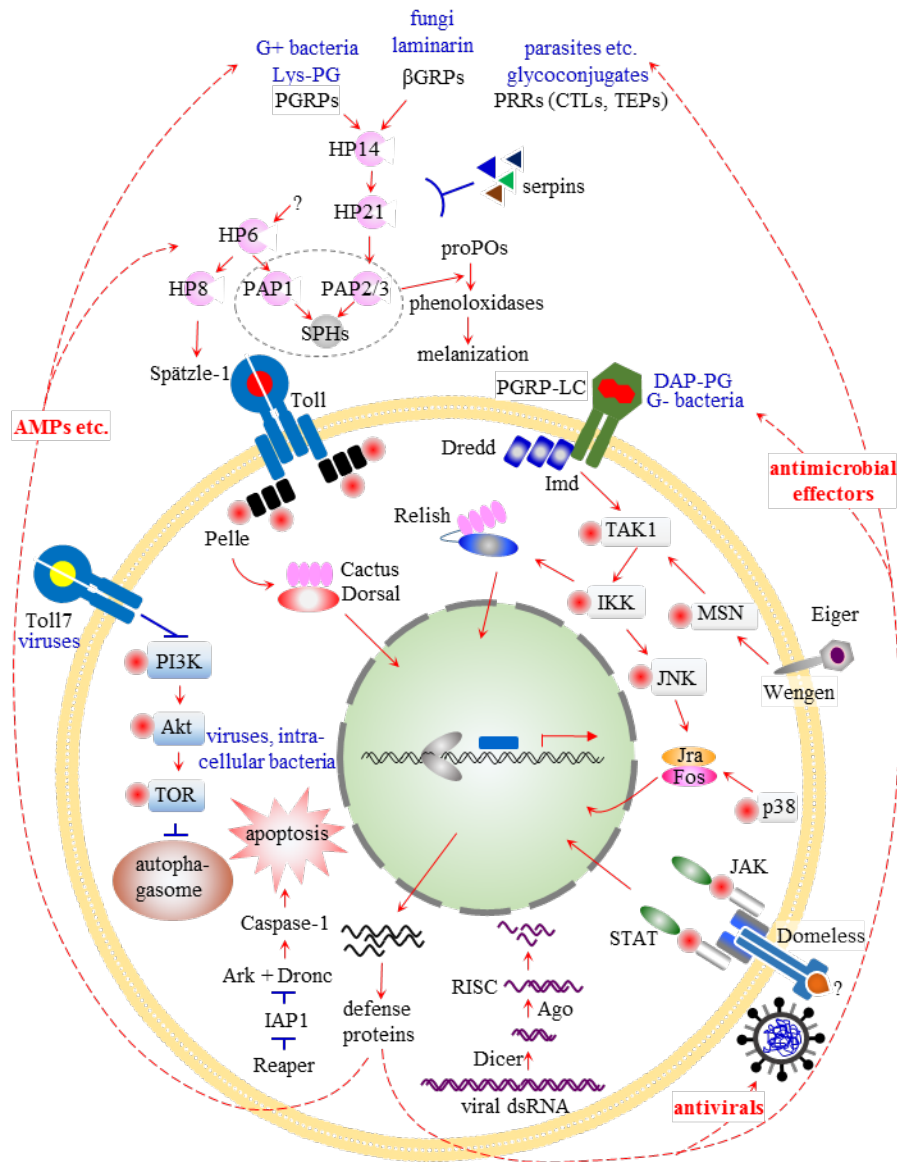 fungi
laminarin
G+ bacteria
Lys-PG
PGRPs
βGRPs
parasites etc.
glycoconjugates
PRRs (CTLs, TEPs)
HP14
serpins
HP21
?
HP6
proPOs
HP8
PAP1
PAP2/3
phenoloxidases
SPHs
melanization
Spätzle-1
Toll
PGRP-LC
DAP-PG
G- bacteria
AMPs etc.
Dredd
Imd
antimicrobial
effectors
Pelle
Relish
TAK1
Cactus
Dorsal
IKK
MSN
Eiger
Toll7
viruses
PI3K
JNK
Wengen
Akt
viruses, intra-
cellular bacteria
Jra
Fos
TOR
p38
apoptosis
autopha-
gasome
JAK
Caspase-1
STAT
Domeless
?
Ark + Dronc
RISC
Ago
defense
proteins
IAP1
Dicer
Reaper
viral dsRNA
antivirals